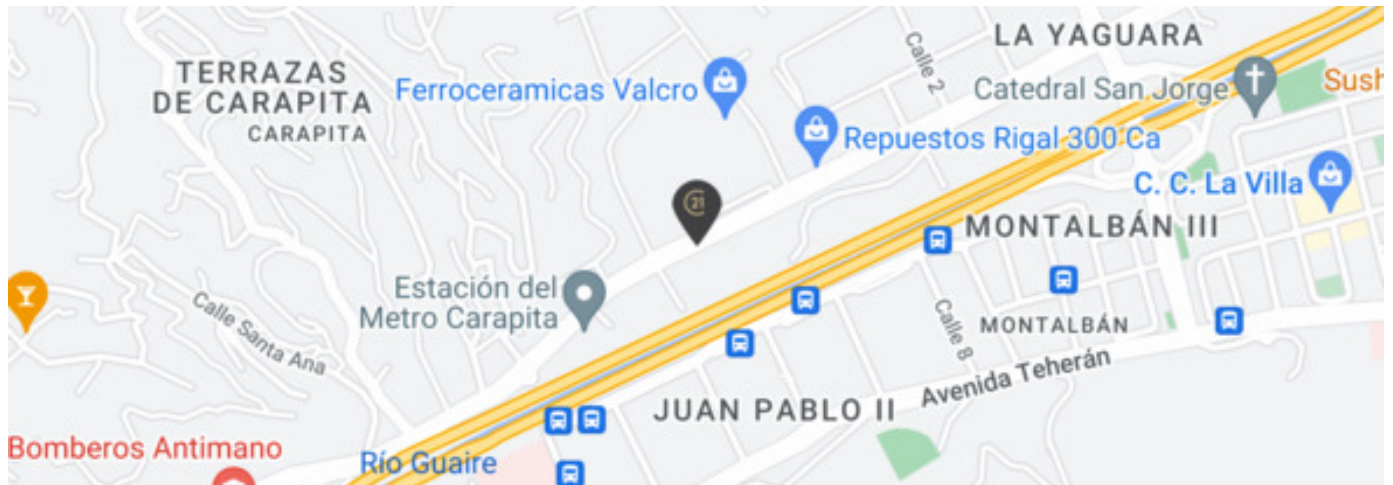 LA YAGUARA
Calle 2
TERRAZAS
DE CARAPITA
CARAPITA
Ferroceramicas Valcro
Catedral San Jorge
Sush
Repuestos Rigal 300 Ca
C. C. La Villa
21
MONTALBÁN III
Estación del
Metro Carapita
Calle Santa Ana
Calle 8
MONTALBÁN
Avenida Teherán
JUAN PABLO II
Bomberos Antimano
Río Guaire